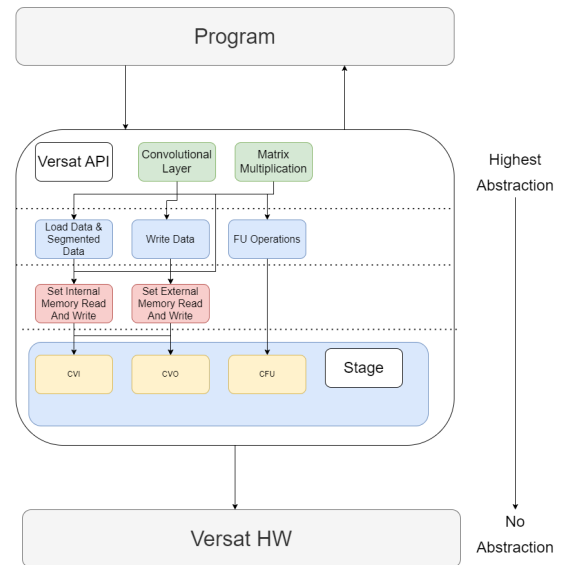 Program
Versat API
Convolutional
Layer
Matrix
Multiplication
Highest
Abstraction
Load Data &
Segmented
Data
Write Data
FU Operations
Set Internal
Memory Read
And Write
Set External
Memory Read
And Write
CVI
CVO
CFU
Stage
Versat HW
No
Abstraction